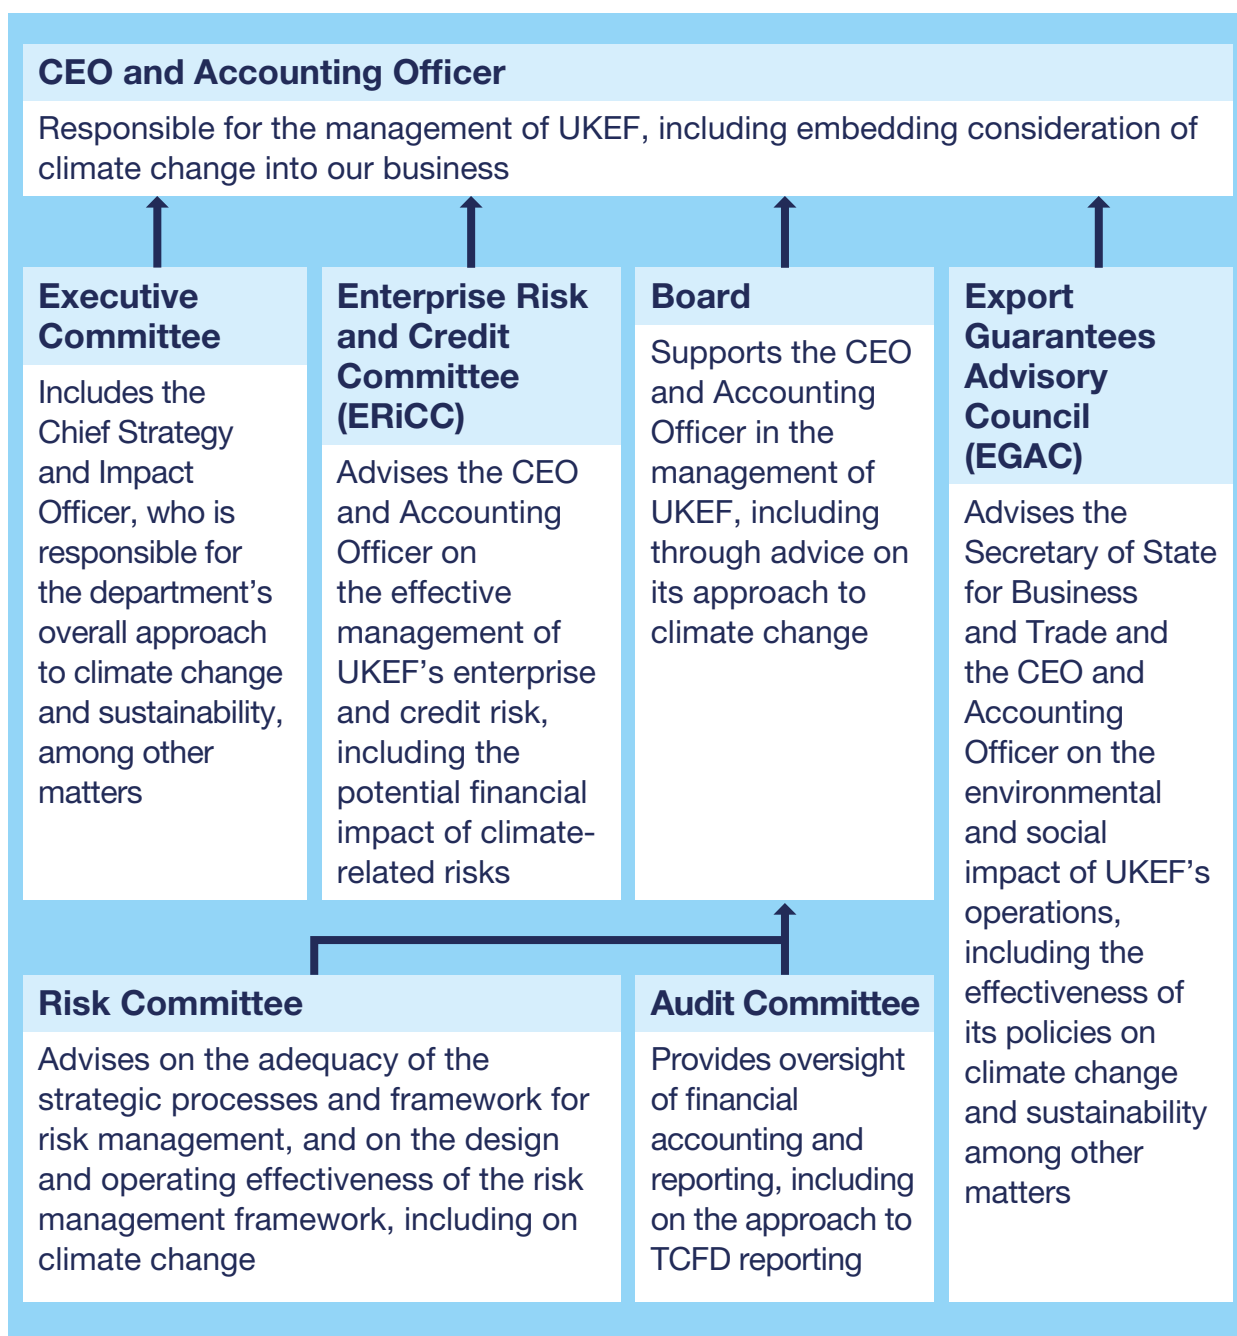 CEO and Accounting Officer
Responsible for the management of UKEF, including embedding consideration of
climate change into our business
Executive
Committee
Includes the
Chief Strategy
and Impact
Officer, who is
responsible for
the department’s
overall approach
to climate change
and sustainability,
among other
matters
Enterprise Risk
and Credit
Committee
(ERiCC)
Advises the CEO
and Accounting
Officer on
the effective
management of
UKEF’s enterprise
and credit risk,
including the
potential financial
impact of climate-
related risks
Board
Supports the CEO
and Accounting
Officer in the
management of
UKEF, including
through advice on
its approach to
climate change
Export
Guarantees
Advisory
Council
(EGAC)
Advises the
Secretary of State
for Business
and Trade and
the CEO and
Accounting
Officer on the
environmental
and social
impact of UKEF’s
operations,
including the
effectiveness of
its policies on
climate change
and sustainability
among other
matters
Risk Committee
Advises on the adequacy of the
strategic processes and framework for
risk management, and on the design
and operating effectiveness of the risk
management framework, including on
climate change
Audit Committee
Provides oversight
of financial
accounting and
reporting, including
on the approach to
TCFD reporting